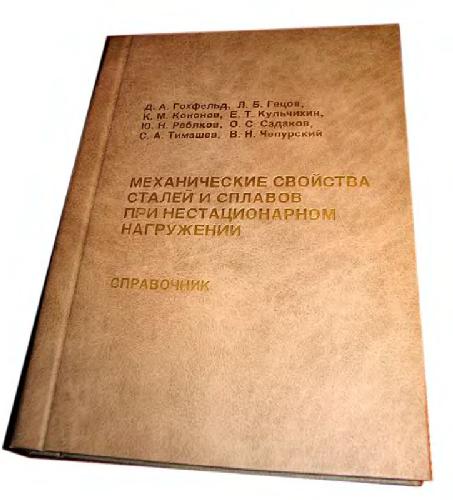 Д. А. Гохфельд, Л. Б. Гецов,
К. М. Кононов, Е. Т. Кульчихин,
Ю. Н. Ребяков, О. С. Садаков,
С. А. Тимашев, В. Н. Чепурский
МЕХАНИЧЕСКИЕ СВОЙСТВА
СТАЛЕЙ И СПЛАВОВ
ПРИ НЕСТАЦИОНАРНОМ
НАГРУЖЕНИИ
СПРАВОЧНИК